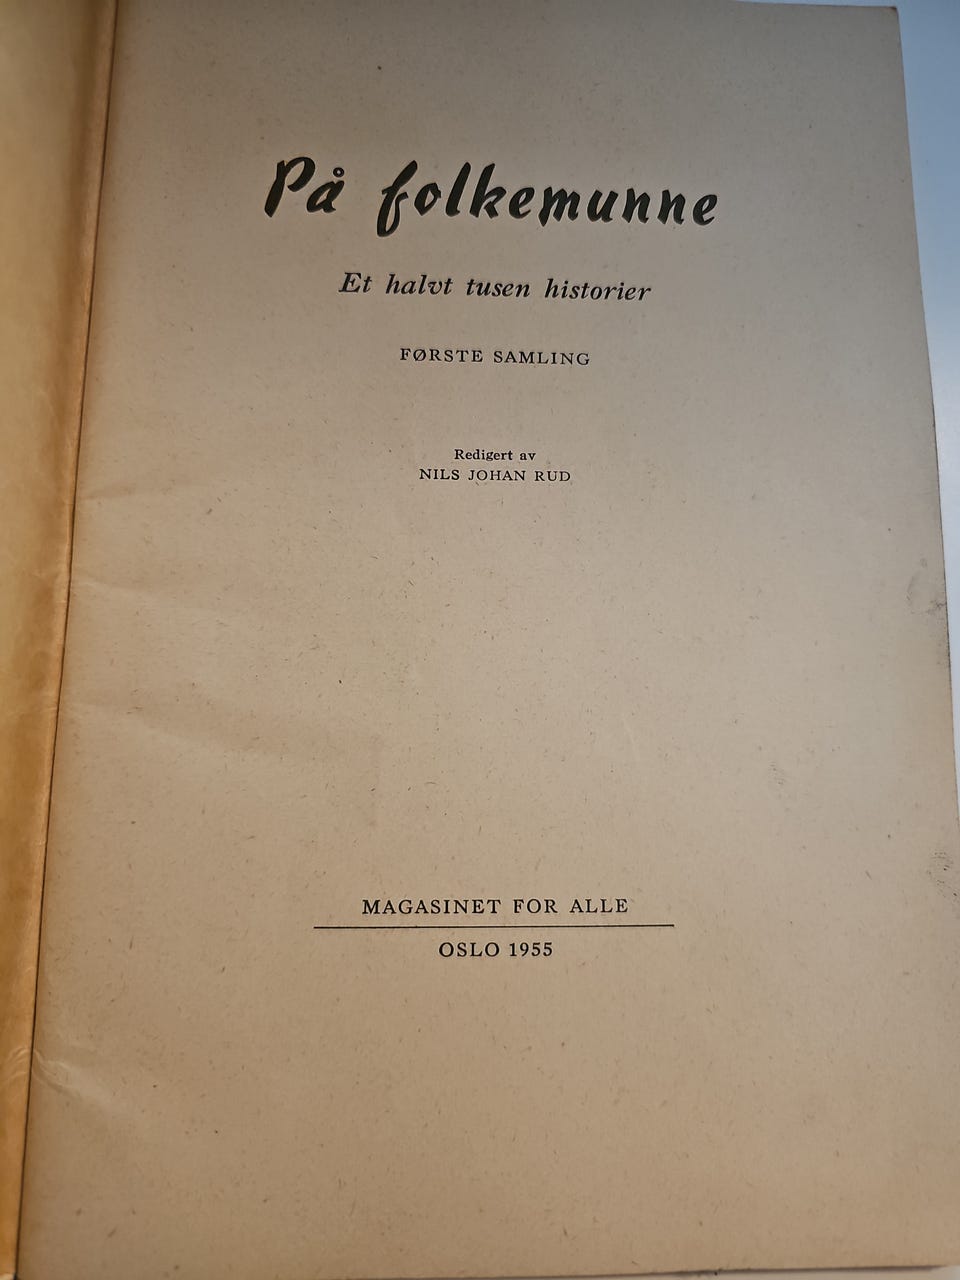 På folkemunne
Et halvt tusen historier
FØRSTE SAMLING
Redigert av
NILS JOHAN RUD
MAGASINET FOR ALLE
OSLO 1955